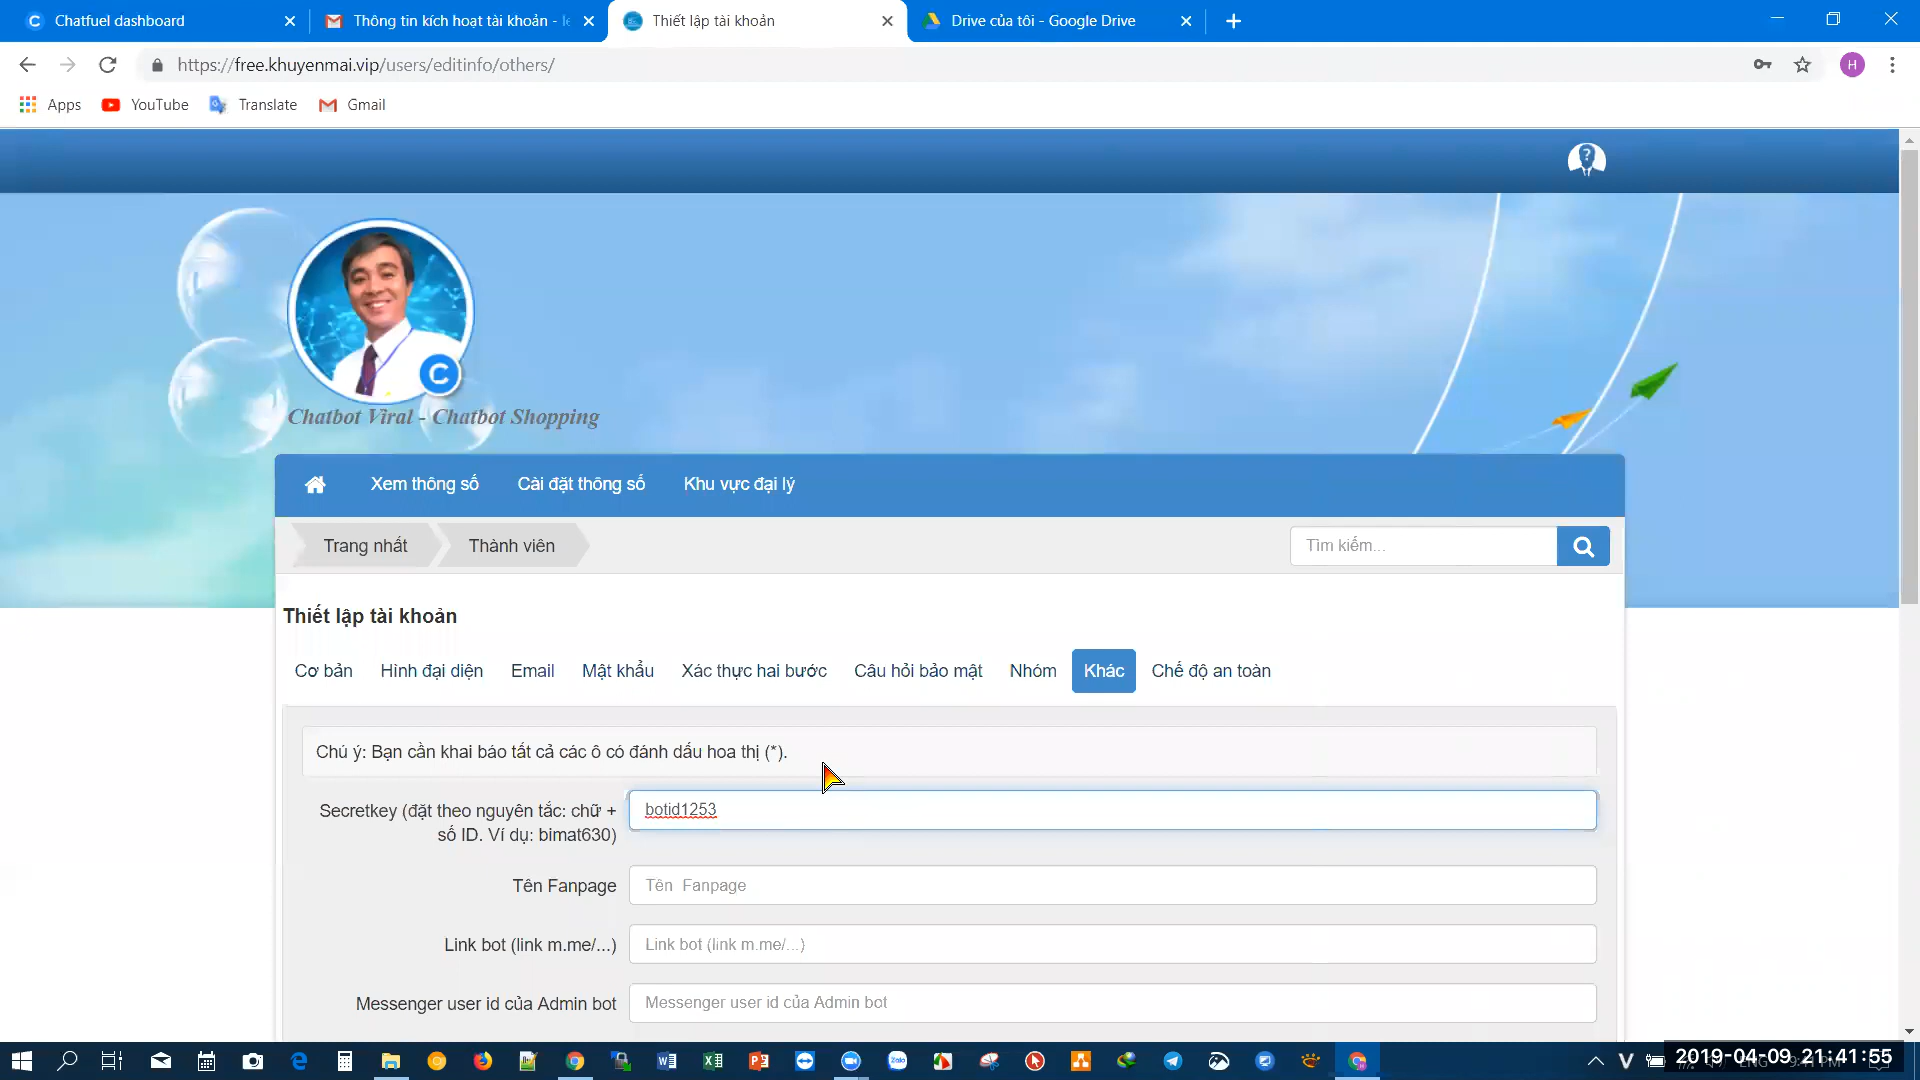 Chatfuel dashboard
Thông tin kích hoạt tài khoản - le
Thiết lập tài khoản
Drive của tôi - Google Drive
https://free.khuyenmai.vip/users/editinfo/others/
H
Apps
YouTube
Translate
Gmail
Chatbot Viral - Chatbot Shopping
Xem thông số
Cài đặt thông số
Khu vực đại lý
Trang nhất
Thành viên
Tìm kiếm...
Thiết lập tài khoản
Cơ bản
Hình đại diện
Email
Mật khẩu
Xác thực hai bước
Câu hỏi bảo mật
Nhóm
Khác
Chế độ an toàn
Chú ý: Bạn cần khai báo tất cả các ô có đánh dấu hoa thị (*).
Secretkey (đặt theo nguyên tắc: chữ +
số ID. Ví dụ: bimat630)
botid1253
Tên Fanpage
Tên Fanpage
Link bot (link m.me/...)
Link bot (link m.me/...)
Messenger user id của Admin bot
Messenger user id của Admin bot
2019-04-09 21:41:55